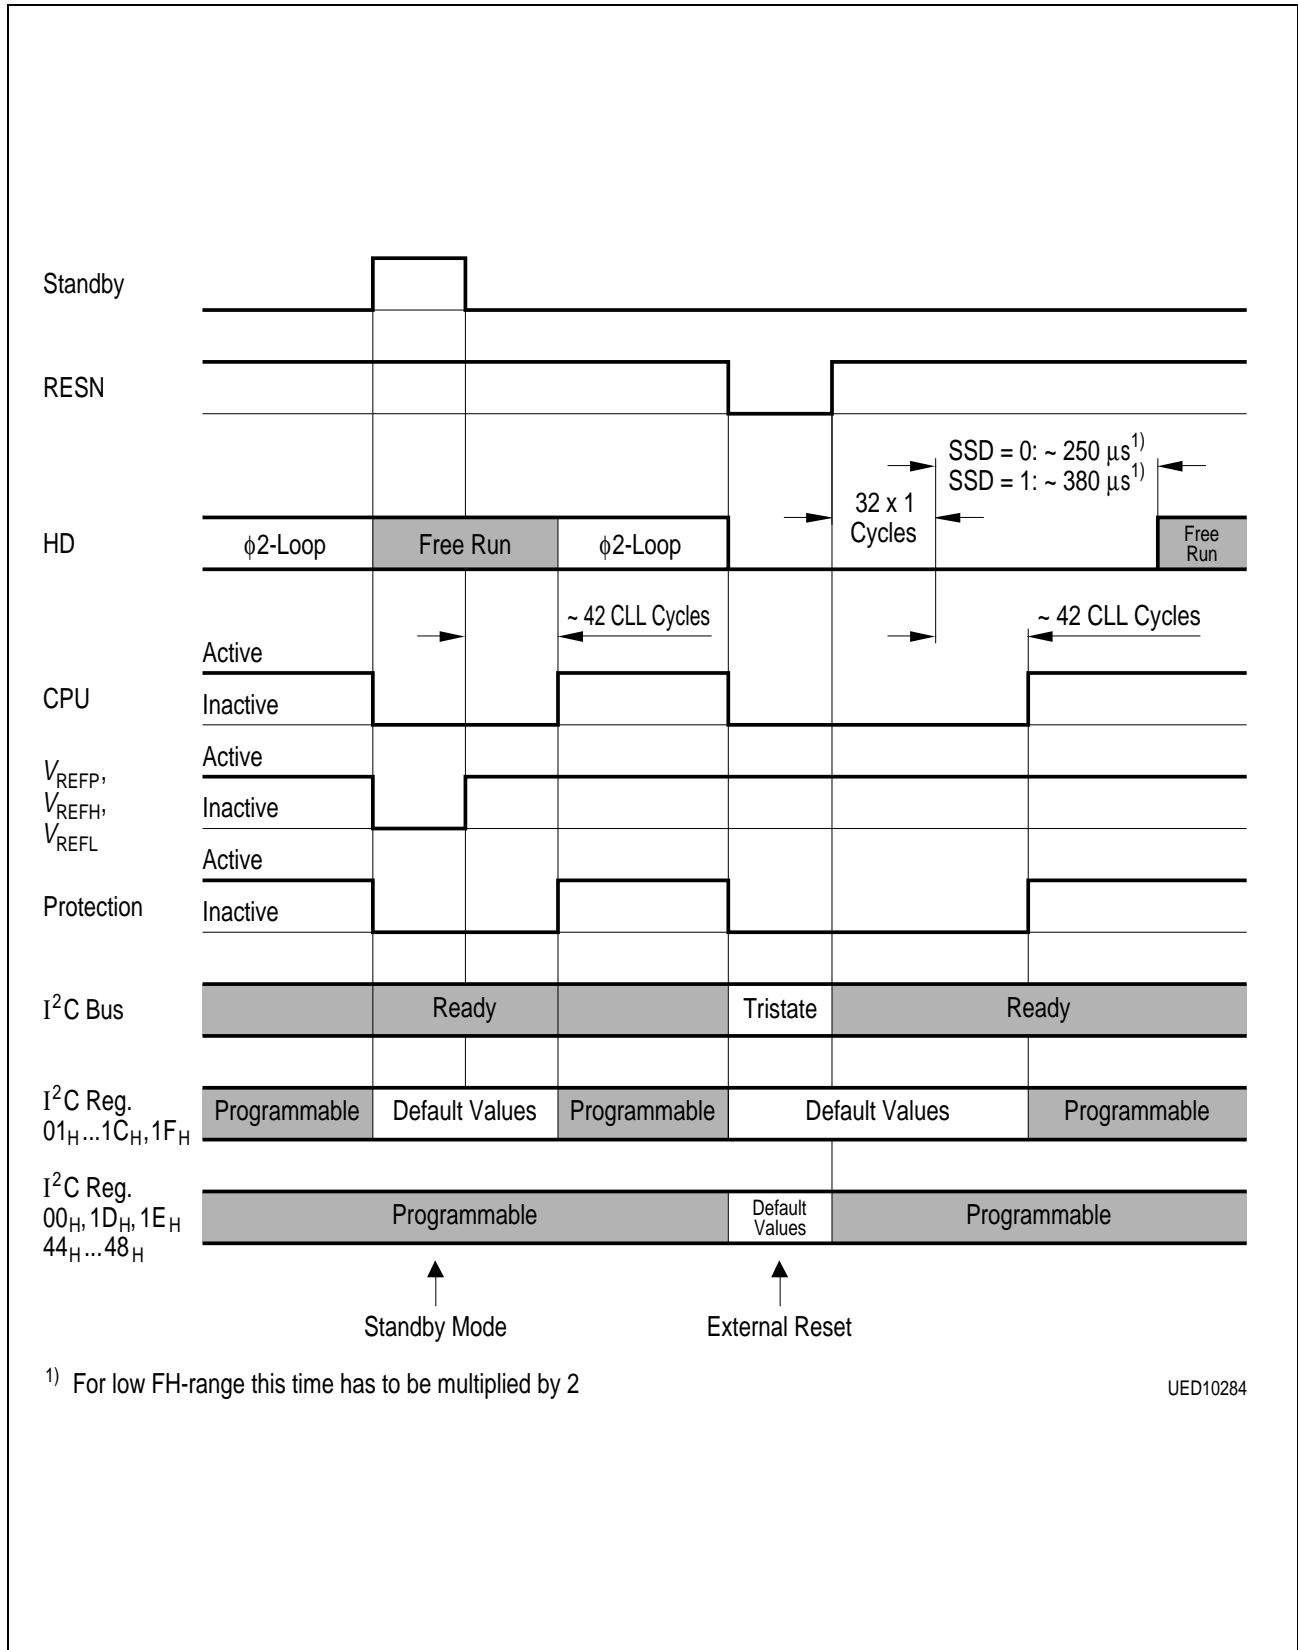 Standby
RESN
SSD = 0: ~ 250 μs1)
SSD = 1: ~ 380 μs1)
32 x 1
Cycles
HD
ϕ2-Loop
Free Run
ϕ2-Loop
Free
Run
~ 42 CLL Cycles
~ 42 CLL Cycles
Active
CPU
Inactive
Active
VREFP,
VREFH,
VREFL
Inactive
Active
Protection
Inactive
I2C Bus
Ready
Tristate
Ready
I2C Reg.
01H...1CH, 1FH
Programmable
Default Values
Programmable
Default Values
Programmable
I2C Reg.
00H, 1DH, 1EH
44H...48H
Programmable
Default
Values
Programmable
Standby Mode
External Reset
1) For low FH-range this time has to be multiplied by 2
UED10284